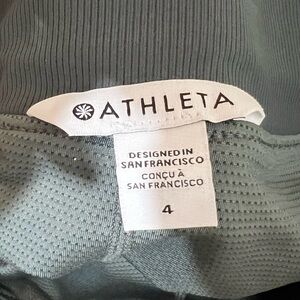 ATHLETA
DESIGNED IN
SAN FRANCISCO
CONÇU À
SAN FRANCISCO
4